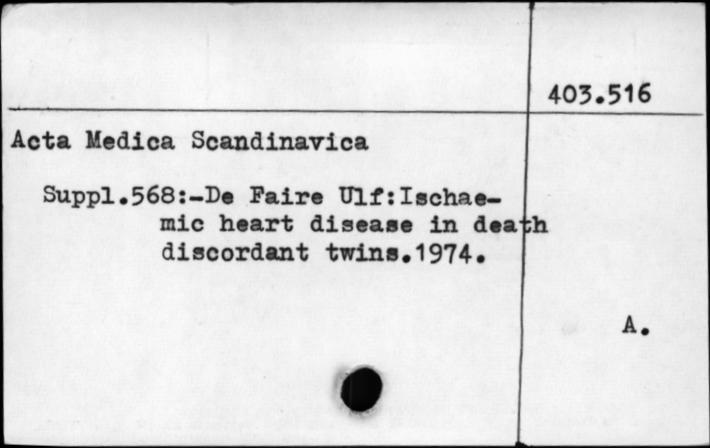 403.516
Acta Medica Scandinavica
Suppl.568:-De Faire Ulf:Ischae-
mic heart disease in death
discordant twins.1974.
A.